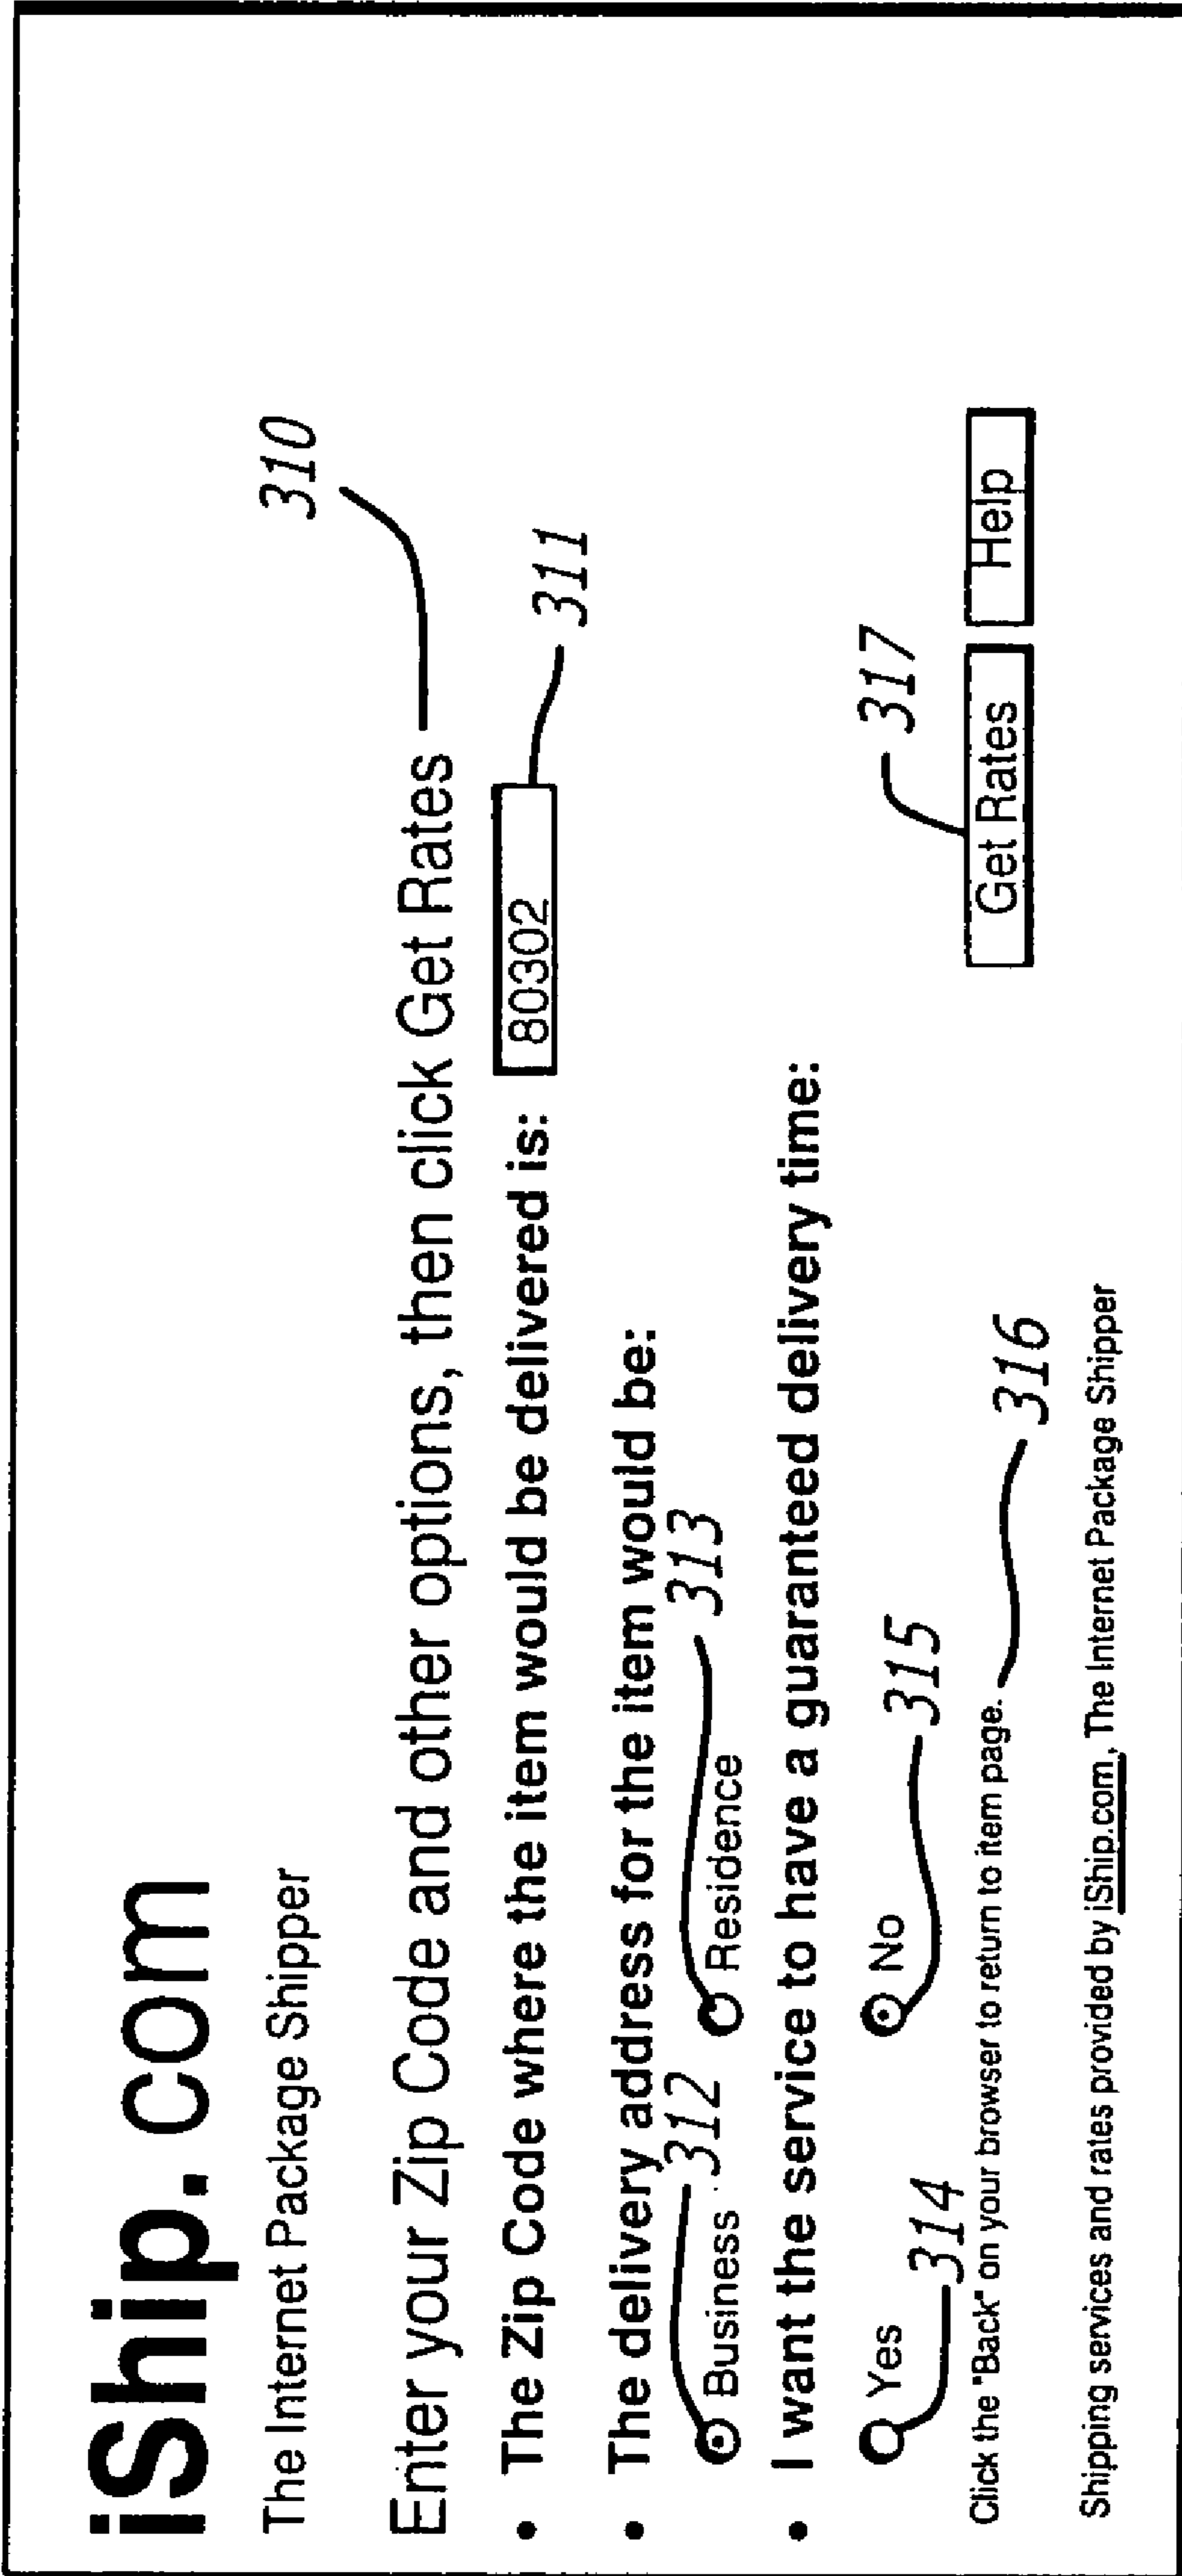 iShip.com
The Internet Package Shipper
310
Enter your Zip Code and other options, then click Get Rates
• The Zip Code where the item would be delivered is: 80302 311
• The delivery address for the item would be:
Business 312 Residence 313
• I want the service to have a guaranteed delivery time:
Yes 314 No 315 317
Click the "Back" on your browser to return to item page. 316 Get Rates Help
Shipping services and rates provided by iShip.com, The Internet Package Shipper